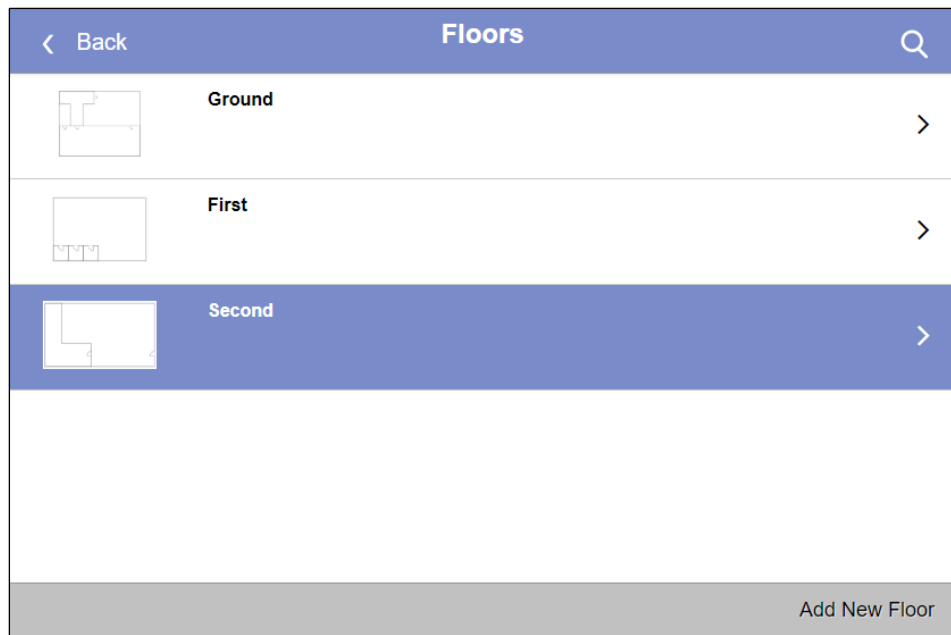 Back
Floors
Ground
First
Second
Add New Floor